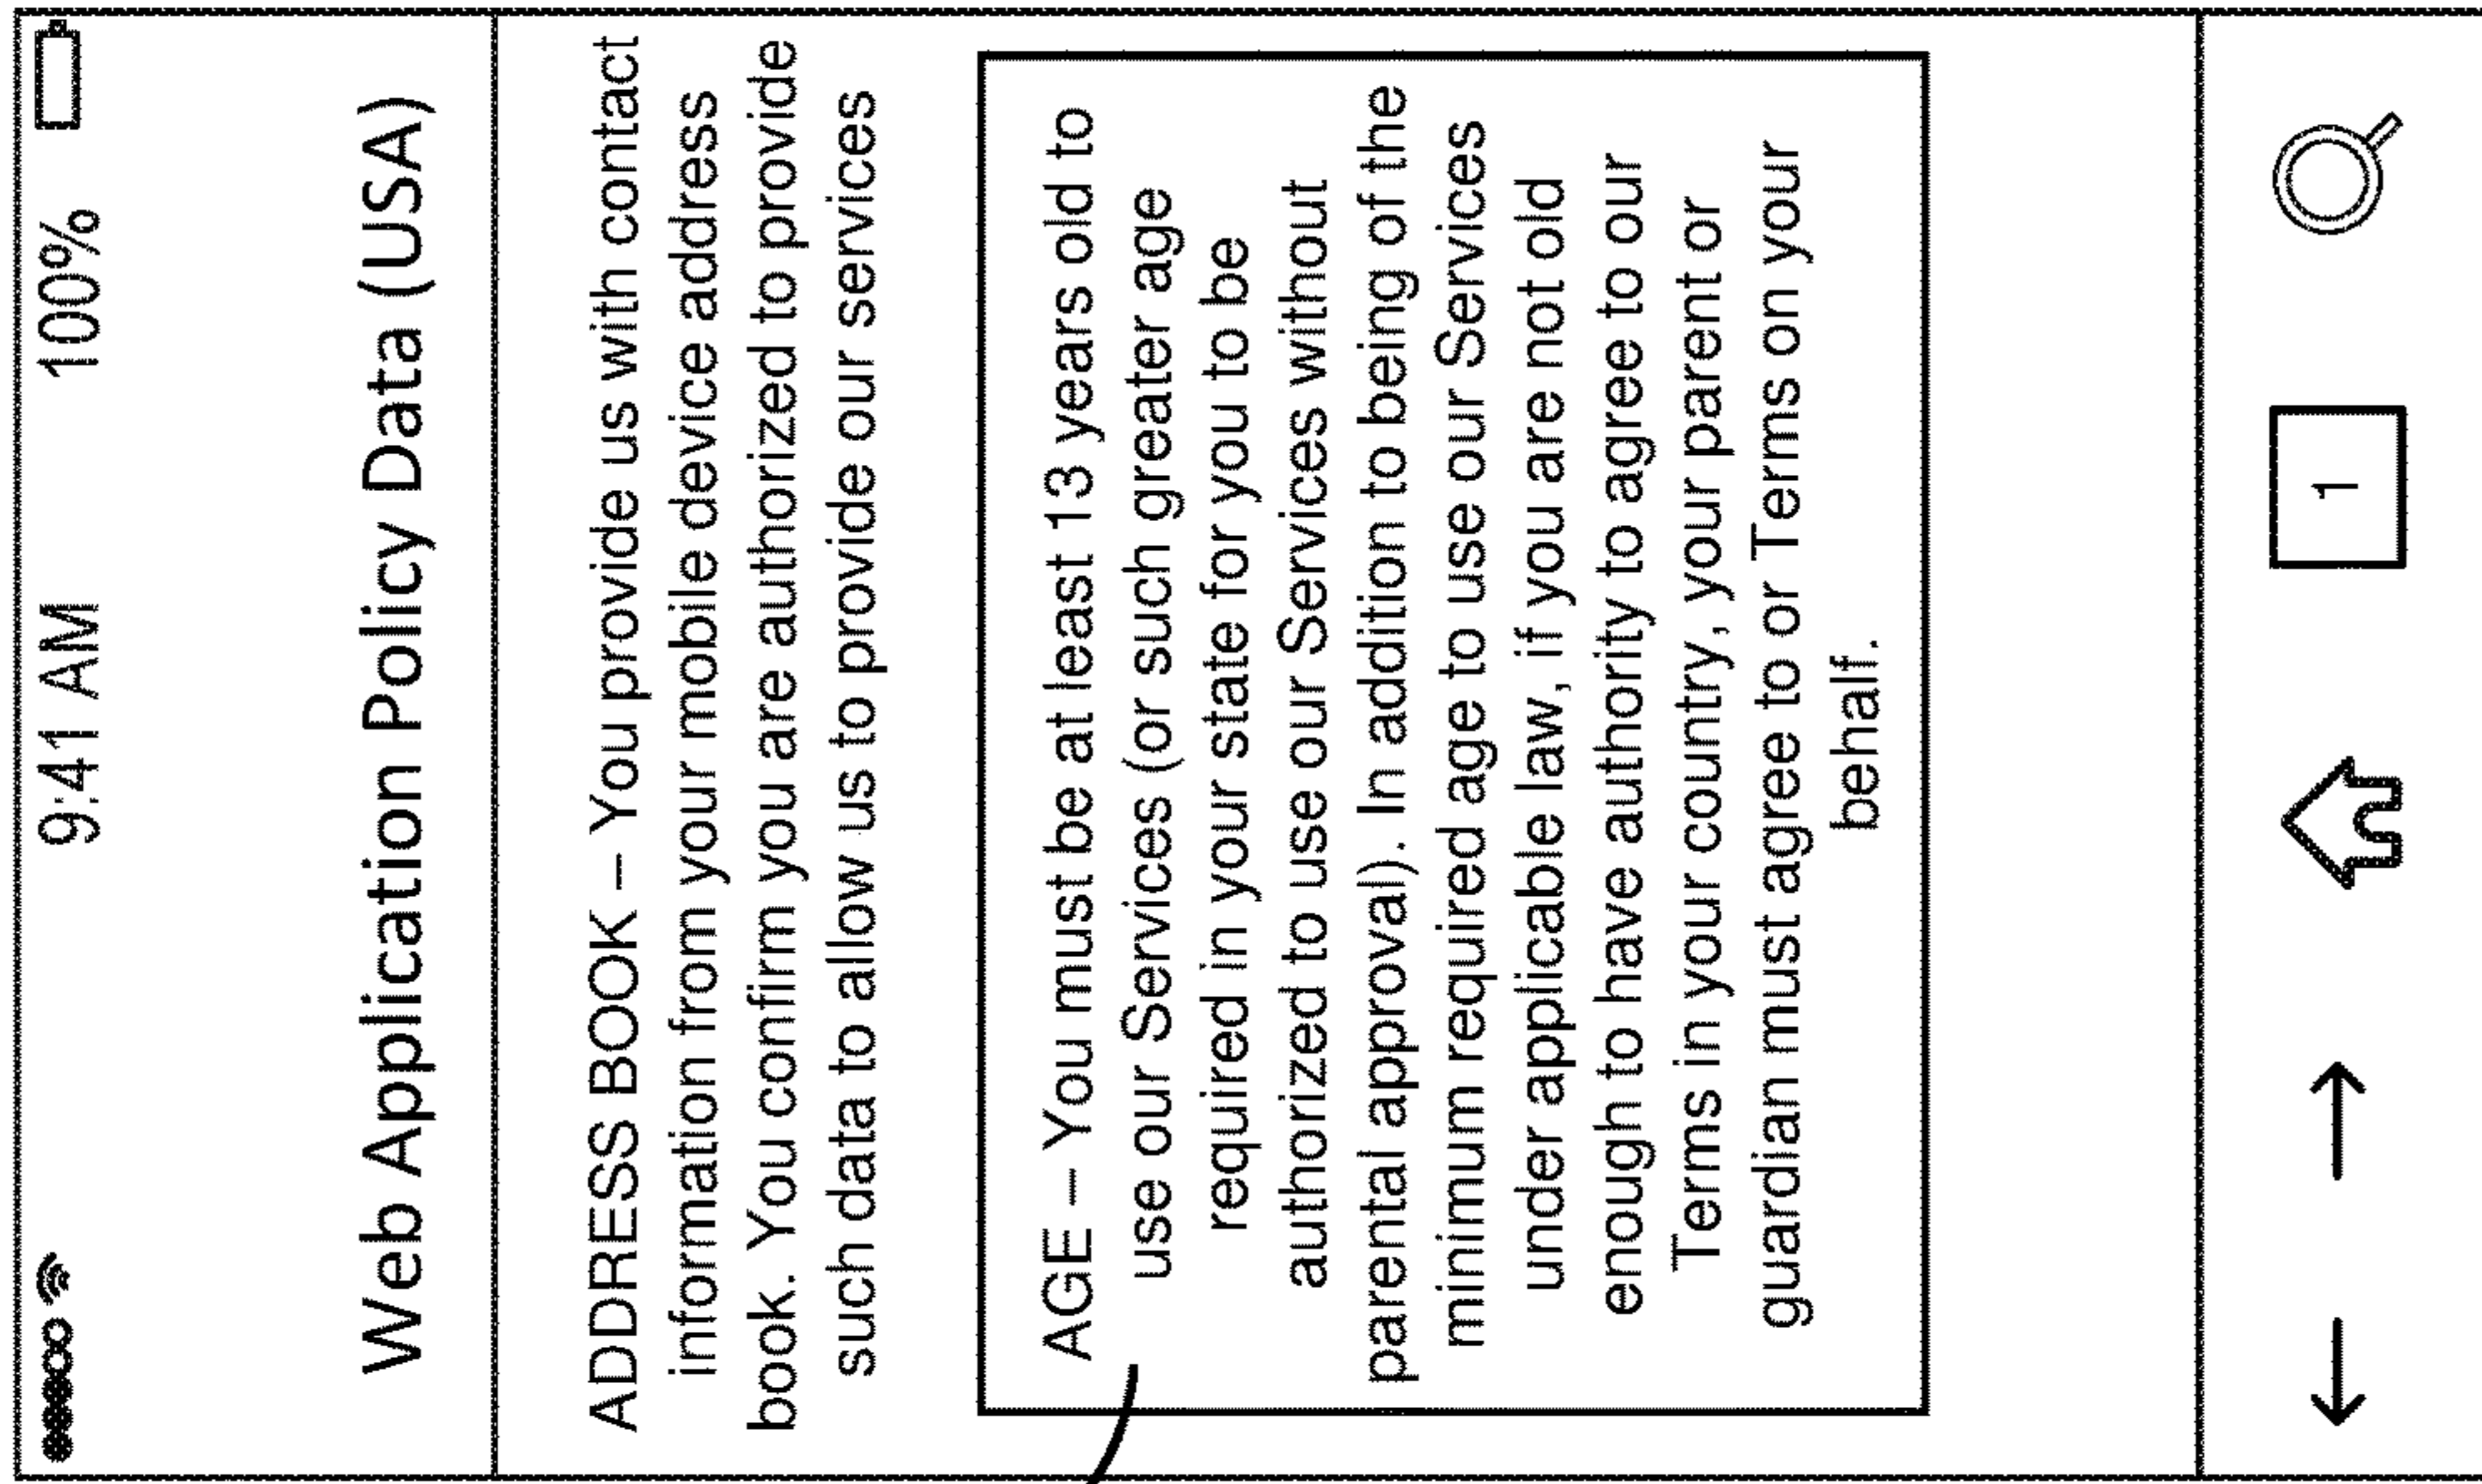 9:41 AM 100%
Web Application Policy Data (USA)
ADDRESS BOOK – You provide us with contact
information from your mobile device address
book. You confirm you are authorized to provide
such data to allow us to provide our services
AGE – You must be at least 13 years old to
use our Services (or such greater age
required in your state for you to be
authorized to use our Services without
parental approval). In addition to being of the
minimum required age to use our Services
under applicable law, if you are not old
enough to have authority to agree to our
Terms in your country, your parent or
guardian must agree to or Terms on your
behalf.
1